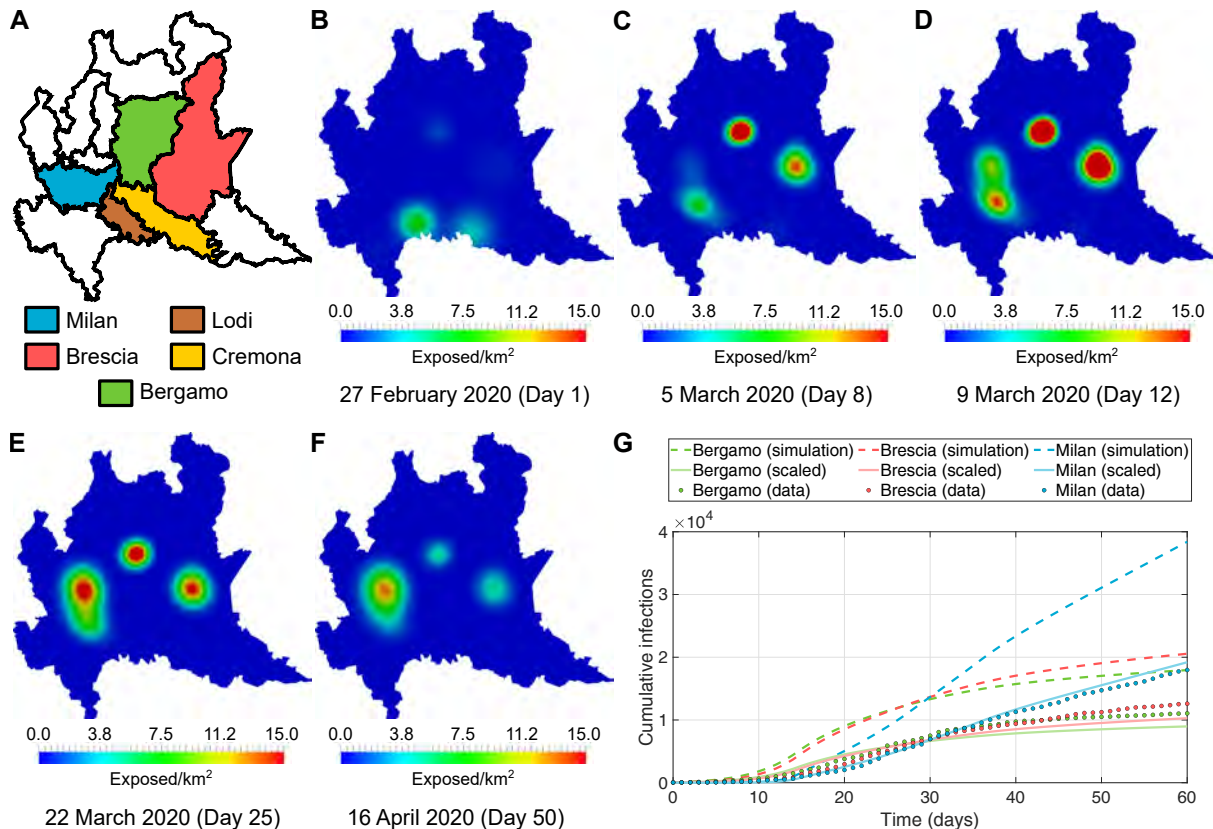 A
Milan
Lodi
Brescia
Cremona
Bergamo
B
0.0 3.8 7.5 11.2 15.0
Exposed/km²
27 February 2020 (Day 1)
C
0.0 3.8 7.5 11.2 15.0
Exposed/km²
5 March 2020 (Day 8)
D
0.0 3.8 7.5 11.2 15.0
Exposed/km²
9 March 2020 (Day 12)
E
0.0 3.8 7.5 11.2 15.0
Exposed/km²
22 March 2020 (Day 25)
F
0.0 3.8 7.5 11.2 15.0
Exposed/km²
16 April 2020 (Day 50)
G
Bergamo (simulation) Brescia (simulation) Milan (simulation)
Bergamo (scaled) Brescia (scaled) Milan (scaled)
Bergamo (data) Brescia (data) Milan (data)
×10⁴
4
3
2
1
0
Cumulative infections
0 10 20 30 40 50 60
Time (days)